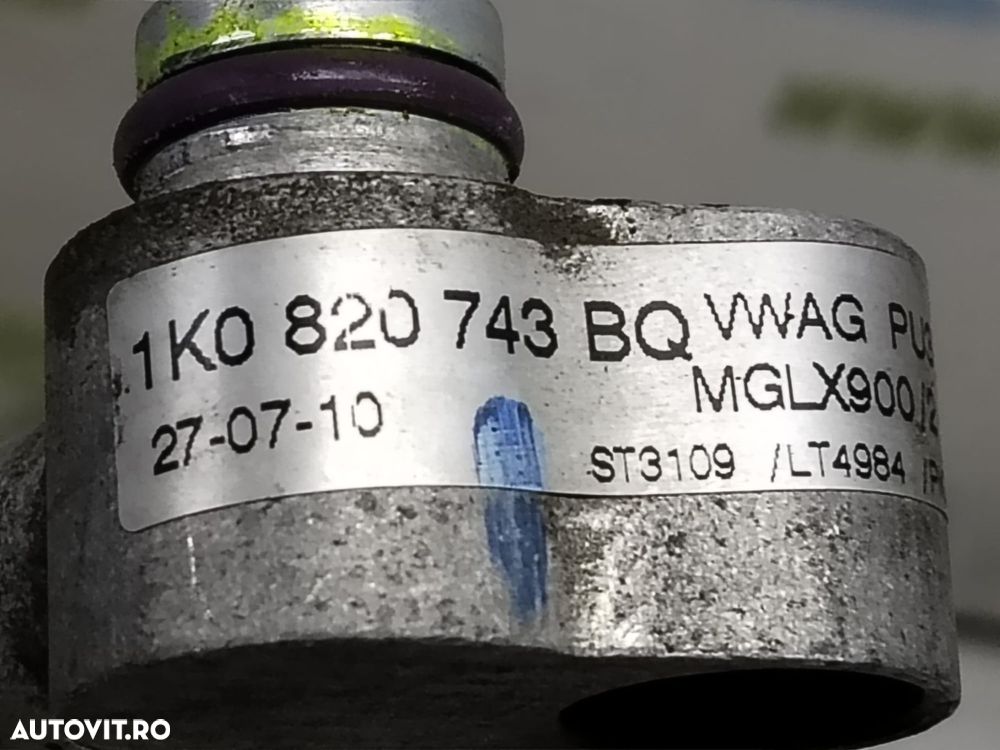 1K0 820 743 BQ VWAG
27-07-10 MGLX900
ST3109 /LT4984
AUTOVIT.RO